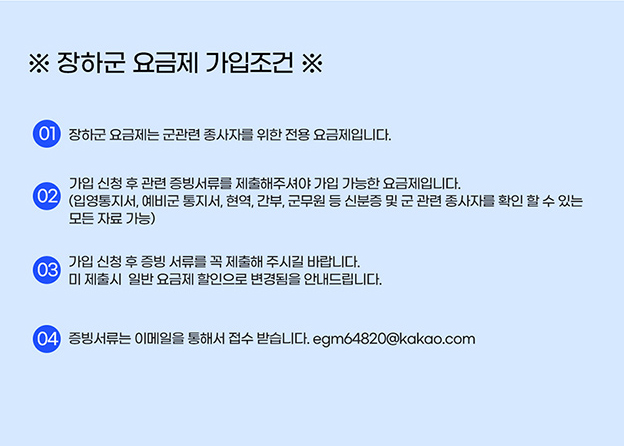 ※ 장하군 요금제 가입조건 ※
01 장하군 요금제는 군관련 종사자를 위한 전용 요금제입니다.
02 가입 신청 후 관련 증빙서류를 제출해주셔야 가입 가능한 요금제입니다.
(입영통지서, 예비군 통지서, 현역, 간부, 군무원 등 신분증 및 군 관련 종사자를 확인 할 수 있는
모든 자료 가능)
03 가입 신청 후 증빙 서류를 꼭 제출해 주시길 바랍니다.
미 제출시 일반 요금제 할인으로 변경됨을 안내드립니다.
04 증빙서류는 이메일을 통해서 접수 받습니다. egm64820@kakao.com